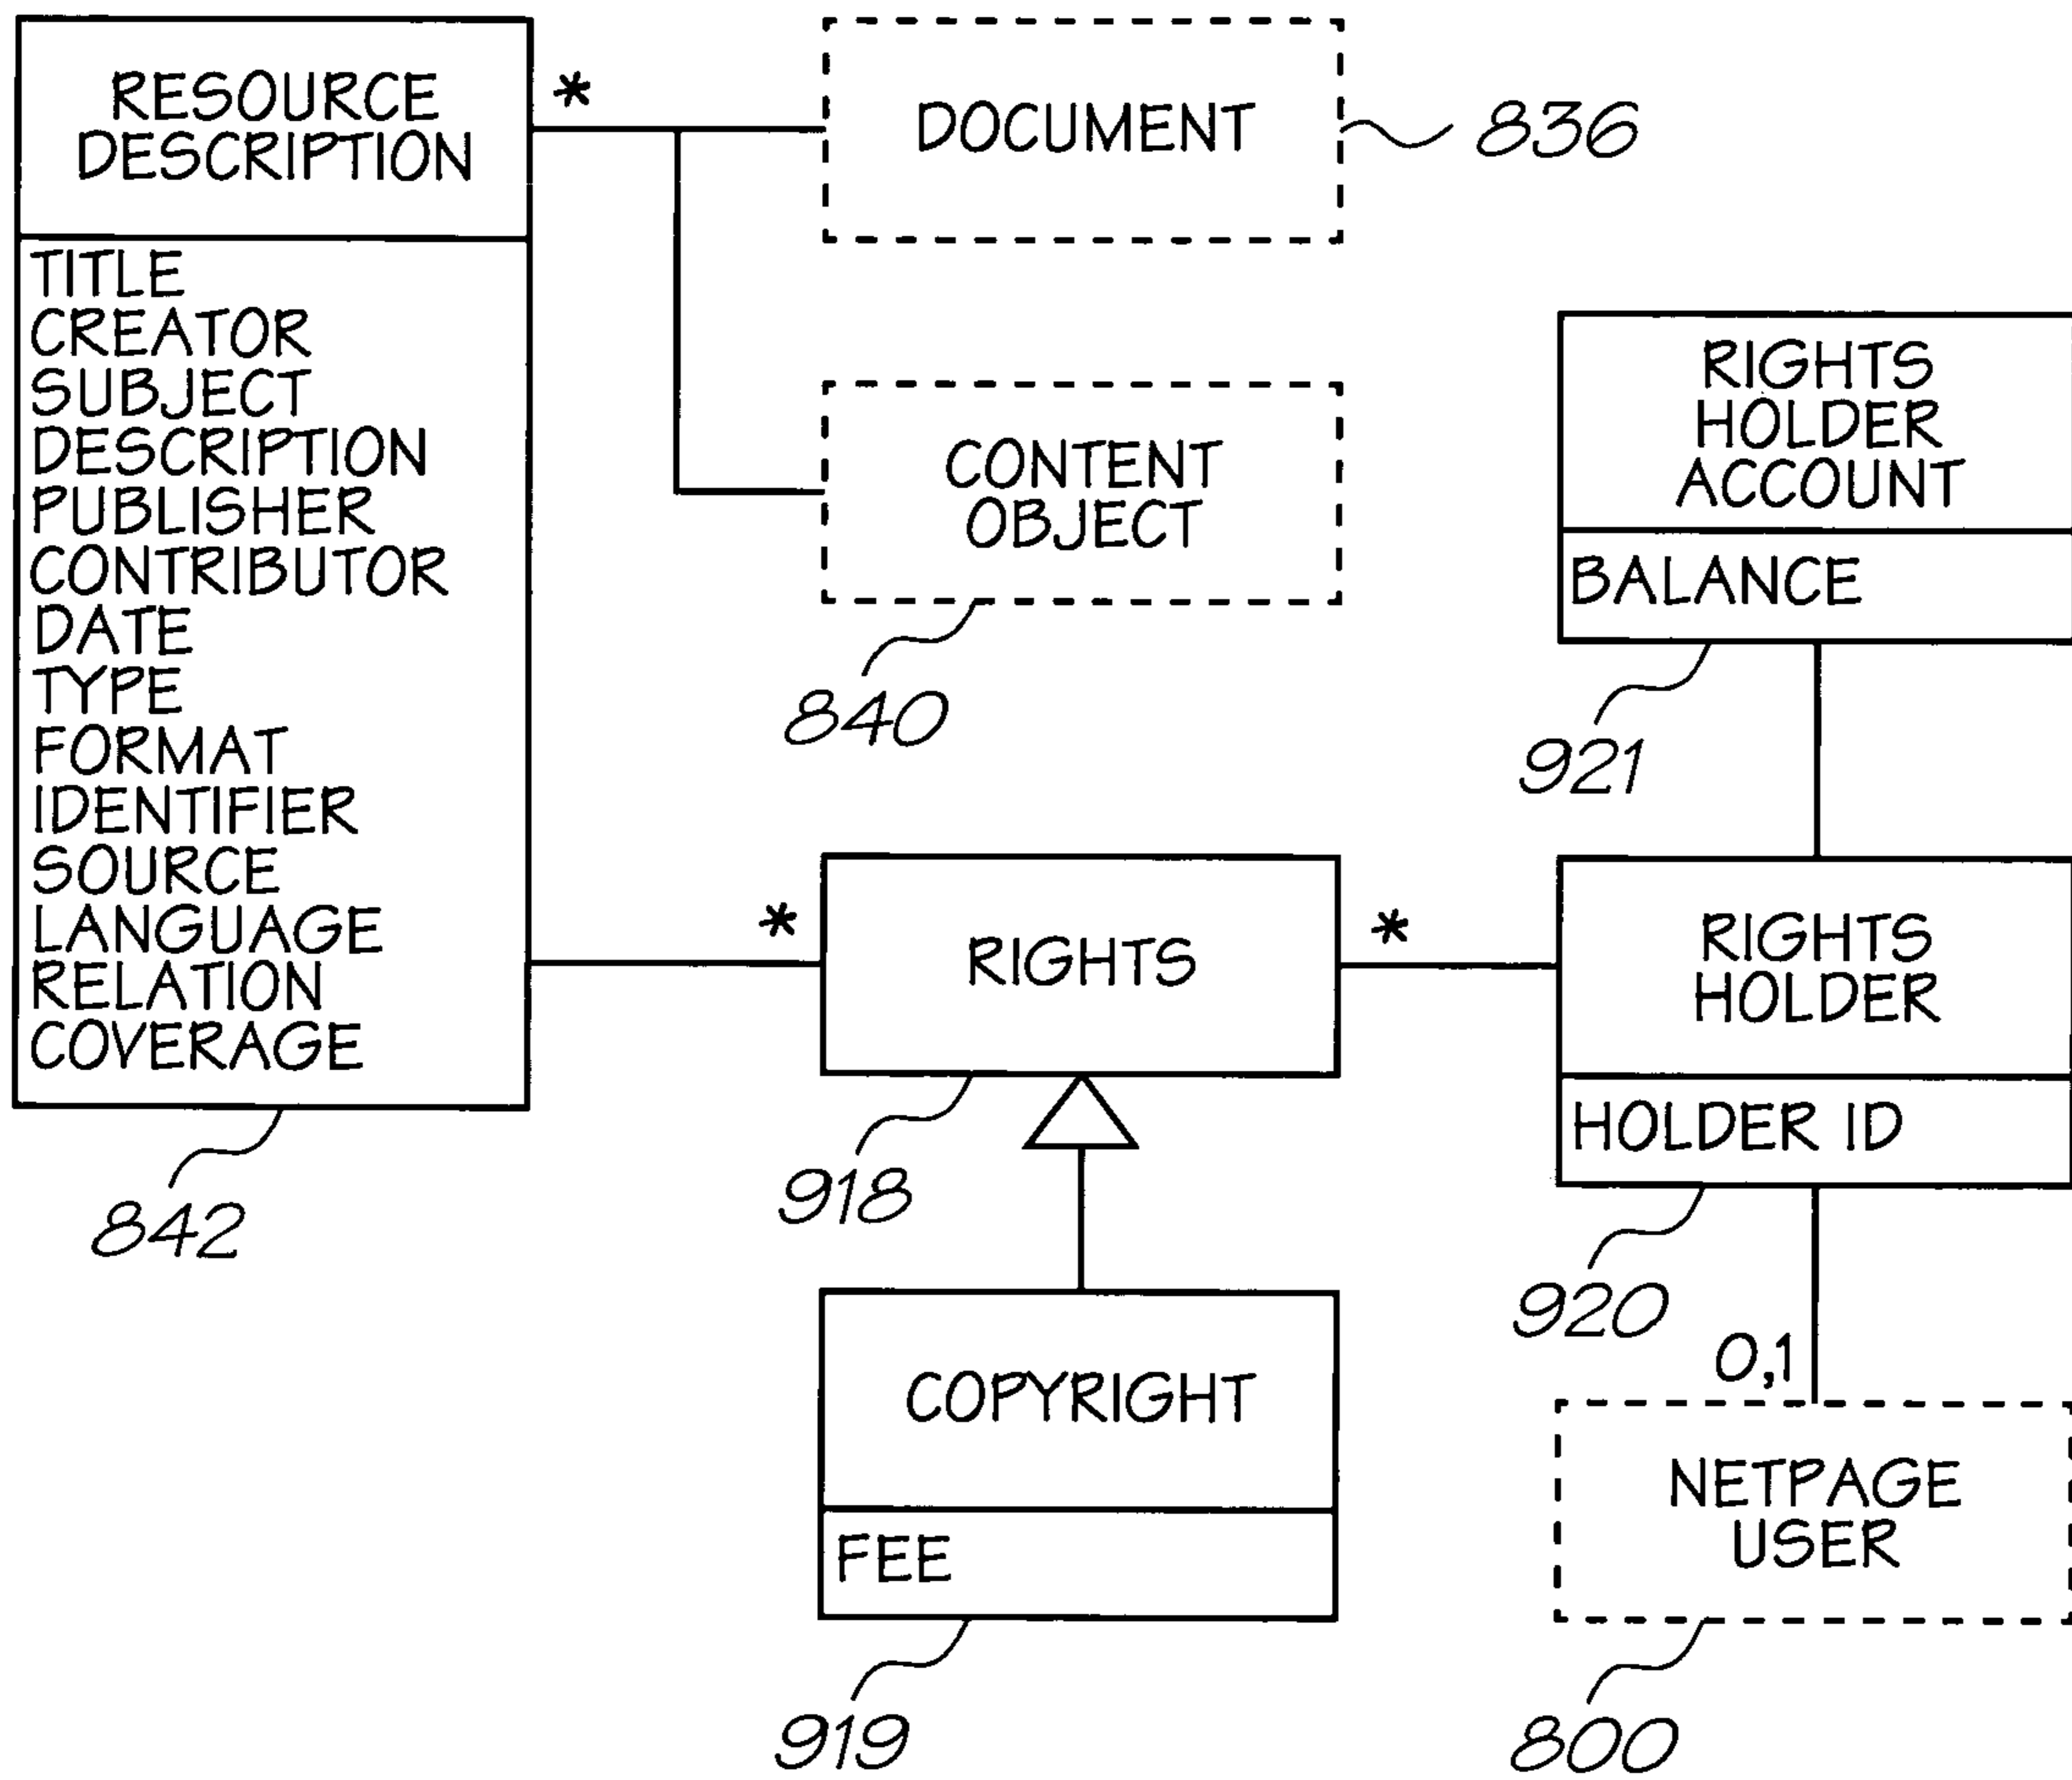 RESOURCE
DESCRIPTION
TITLE
CREATOR
SUBJECT
DESCRIPTION
PUBLISHER
CONTRIBUTOR
DATE
TYPE
FORMAT
IDENTIFIER
SOURCE
LANGUAGE
RELATION
COVERAGE
842
*
DOCUMENT
836
CONTENT
OBJECT
840
*
RIGHTS
*
918
COPYRIGHT
FEE
919
RIGHTS
HOLDER
ACCOUNT
BALANCE
921
RIGHTS
HOLDER
HOLDER ID
920
0,1
NETPAGE
USER
800